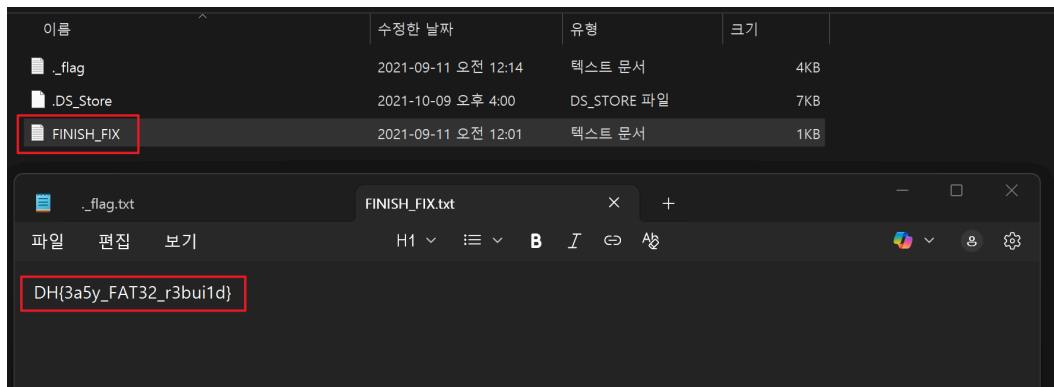 이름 수정한 날짜 유형 크기
._flag 2021-09-11 오전 12:14 텍스트 문서 4KB
.DS_Store 2021-10-09 오후 4:00 DS_STORE 파일 7KB
FINISH_FIX 2021-09-11 오전 12:01 텍스트 문서 1KB
._flag.txt FINISH_FIX.txt
파일 편집 보기 H1 B I
DH{3a5y_FAT32_r3bui1d}